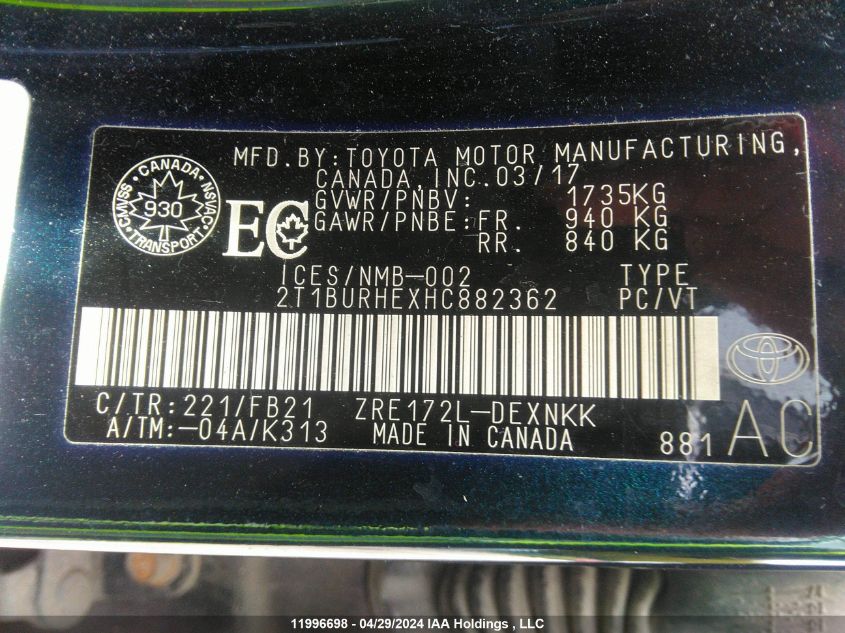 MFD.BY:TOYOTA MOTOR MANUFACTURING,
CANADA,INC.03/17
GVWR/PNBV: 1735KG
GAWR/PNBE:FR. 940 KG
RR. 840 KG
CANADA
CMVSS 930 NSVAC
TRANSPORT
EC
ICES/NMB-002 TYPE
2T1BURHEXHC882362 PC/VT
C/TR:221/FB21 ZRE172L-DEXNKK
A/TM:-04A/K313 MADE IN CANADA 881 AC
11996698 - 04/29/2024 IAA Holdings , LLC